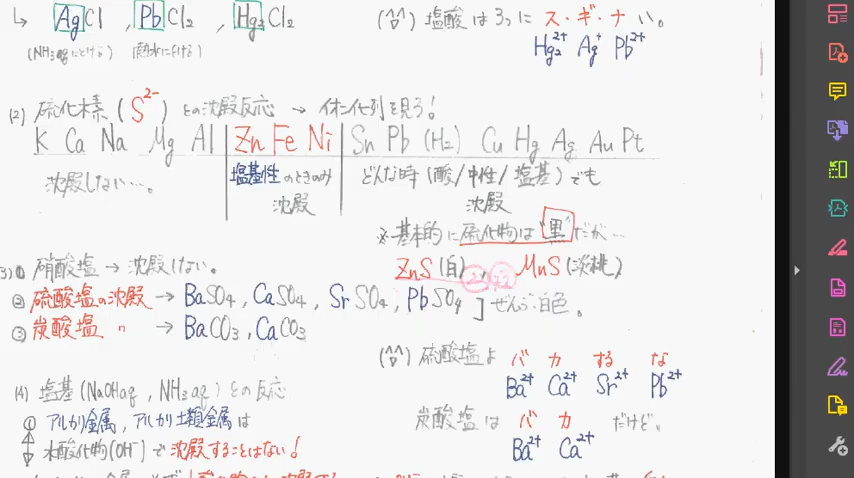 ↳ AgCl , PbCl2 , Hg2Cl2
(NH3aqにとける) (熱水にとける)
(^^) 塩酸は3つにス・ギ・ナい。
Hg2²⁺ Ag⁺ Pb²⁺
(2) 硫化水素(S²⁻)との沈殿反応 → イオン化列を見ろ!
K Ca Na Mg Al Zn Fe Ni Sn Pb (H2) Cu Hg Ag Au Pt
沈殿しない…。
塩基性のときのみ沈殿
どんな時(酸/中性/塩基)でも沈殿
※基本的に硫化物は"黒"だが…
ZnS(白), MnS(淡桃)
(3)① 硝酸塩→沈殿しない。
② 硫酸塩の沈殿 → BaSO4, CaSO4, SrSO4, PbSO4 ] ぜんぶ白色。
③ 炭酸塩 〃 → BaCO3, CaCO3
(^^) 硫酸塩よ バ カ する な
Ba²⁺ Ca²⁺ Sr²⁺ Pb²⁺
炭酸塩は バ カ だけど。
Ba²⁺ Ca²⁺
(4) 塩基(NaOHaq, NH3aq)との反応
① アルカリ金属, アルカリ土類金属は
水酸化物(OH⁻)で沈殿することはない!